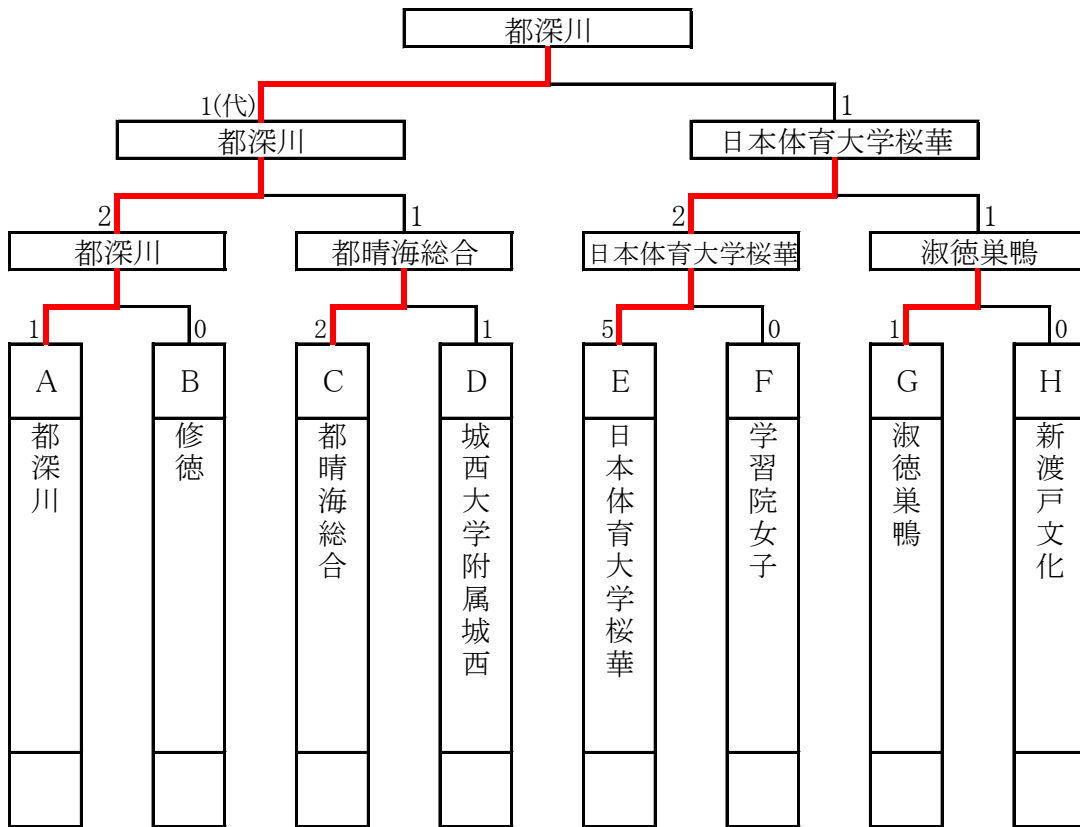 都深川
1(代)
1
都深川
日本体育大学桜華
2
1
2
1
都深川
都晴海総合
日本体育大学桜華
淑徳巣鴨
1
0
2
1
5
0
1
0
A
B
C
D
E
F
G
H
都深川
修徳
都晴海総合
城西大学附属城西
日本体育大学桜華
学習院女子
淑徳巣鴨
新渡戸文化